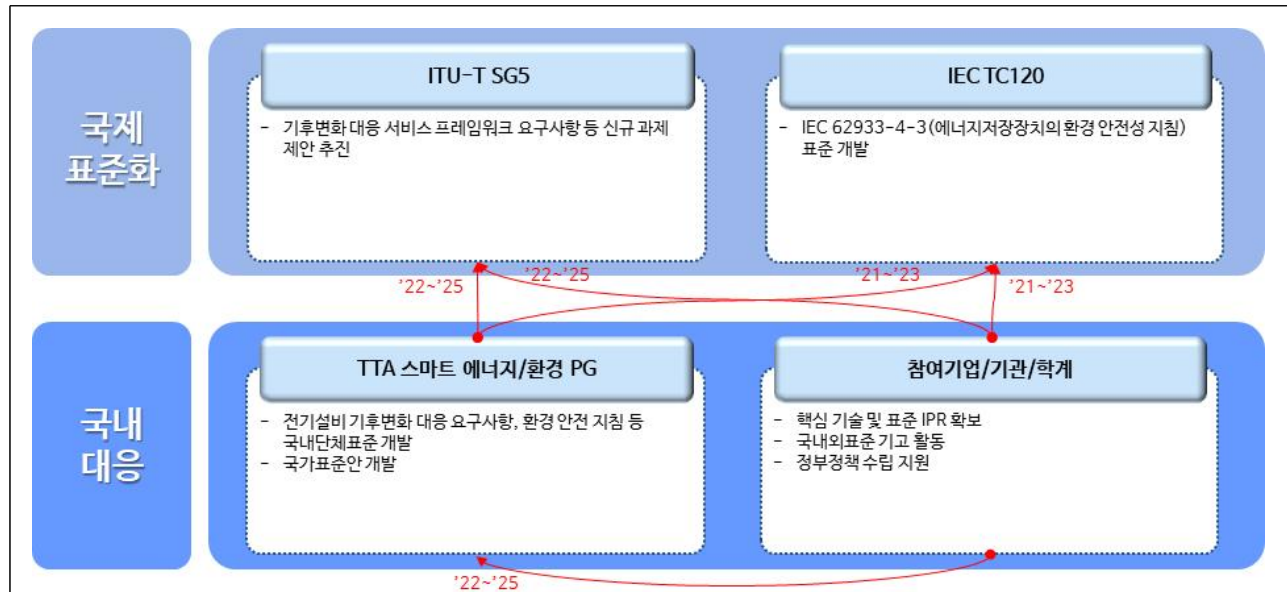 국제
표준화
ITU-T SG5
- 기후변화 대응 서비스 프레임워크 요구사항 등 신규 과제
제안 추진
IEC TC120
- IEC 62933-4-3(에너지저장장치의 환경 안전성 지침)
표준 개발
'22~'25
'22~'25
'21~'23
'21~'23
국내
대응
TTA 스마트 에너지/환경 PG
- 전기설비 기후변화 대응 요구사항, 환경 안전 지침 등
국내단체표준 개발
- 국가표준안 개발
참여기업/기관/학계
- 핵심 기술 및 표준 IPR 확보
- 국내외표준 기고 활동
- 정부정책 수립 지원
'22~'25